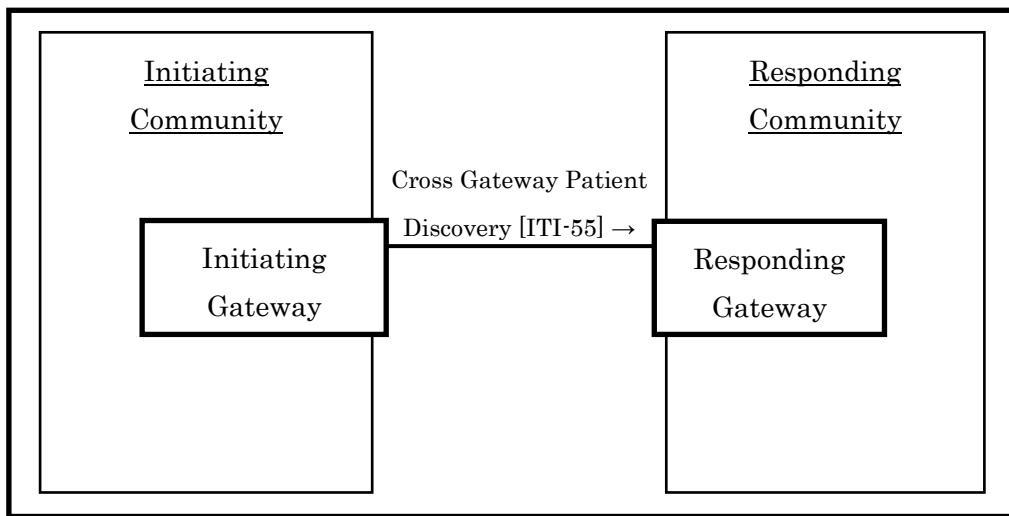 Initiating
Community
Responding
Community
Cross Gateway Patient
Discovery [ITI-55] →
Initiating
Gateway
Responding
Gateway